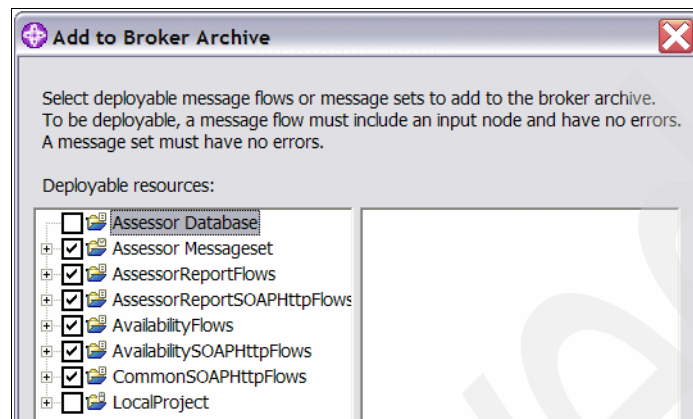 Add to Broker Archive
Select deployable message flows or message sets to add to the broker archive.
To be deployable, a message flow must include an input node and have no errors.
A message set must have no errors.
Deployable resources:
Assessor Database
Assessor Messageset
AssessorReportFlows
AssessorReportSOAPHttpFlows
AvailabilityFlows
AvailabilitySOAPHttpFlows
CommonSOAPHttpFlows
LocalProject